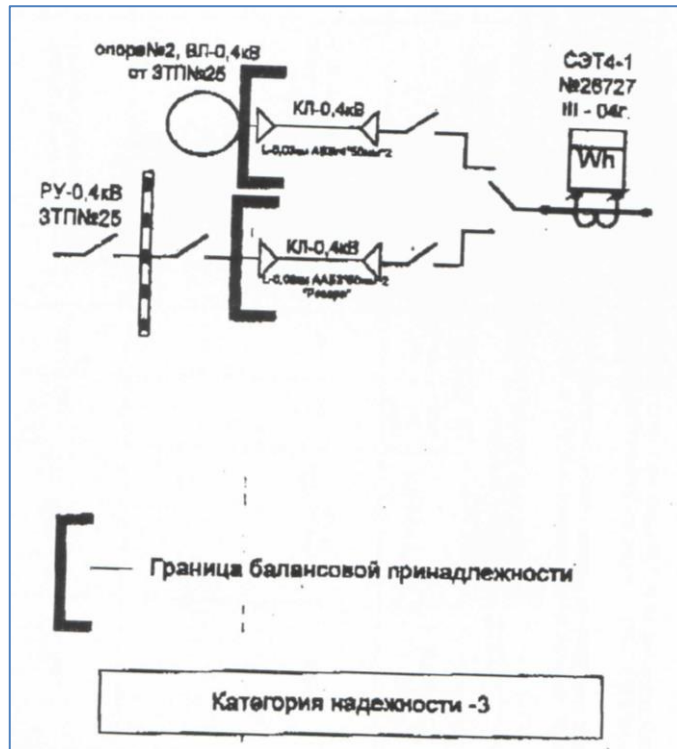 опора№2, ВЛ-0,4кВ
от ЗТП№25
СЭТ4-1
№26727
III - 04г.
КЛ-0,4кВ
Wh
РУ-0,4кВ
ЗТП№25
КЛ-0,4кВ
"Резерв"
Граница балансовой принадлежности
Категория надежности -3